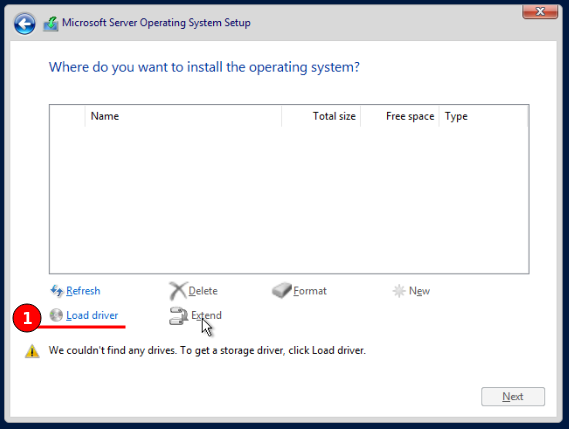 Microsoft Server Operating System Setup
Where do you want to install the operating system?
Name Total size Free space Type
Refresh Delete Format New
1 Load driver Extend
We couldn't find any drives. To get a storage driver, click Load driver.
Next